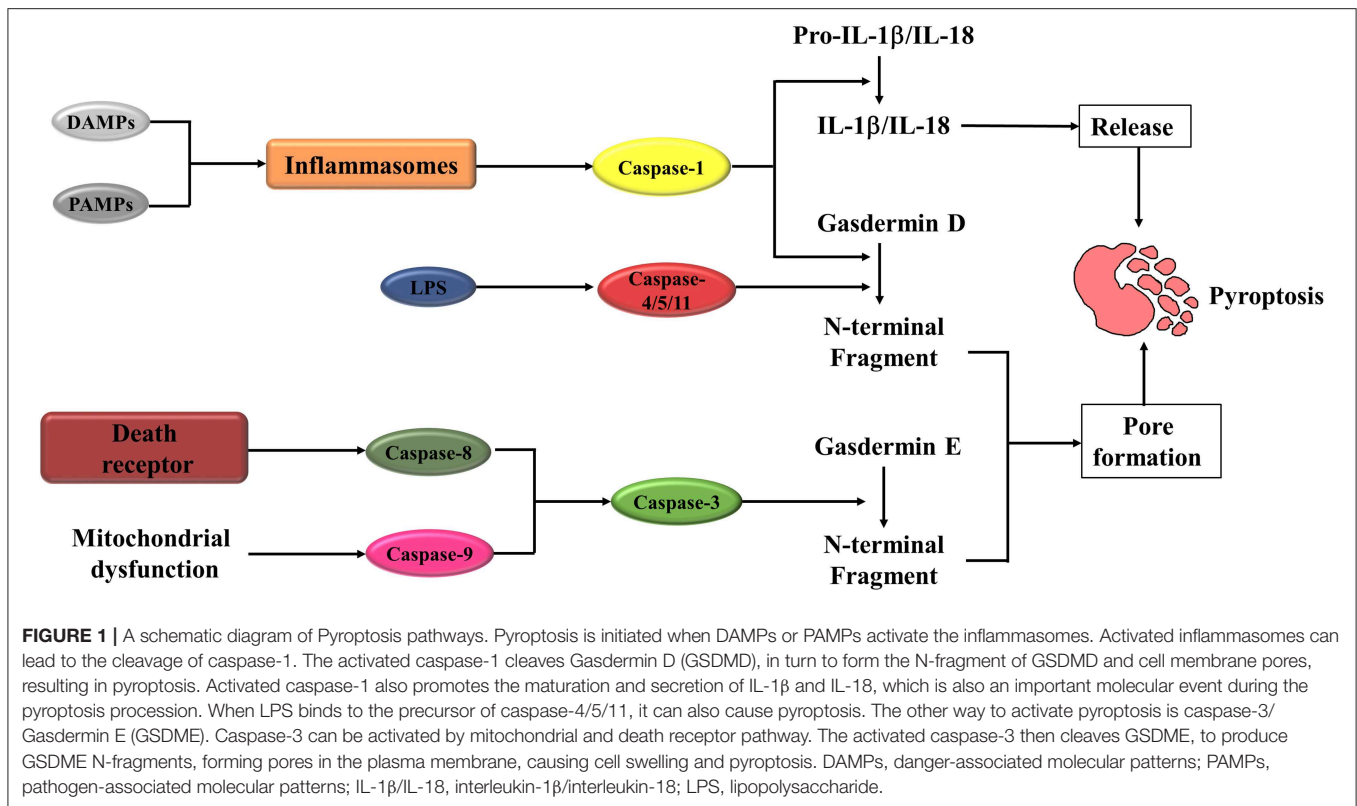 Pro-IL-1β/IL-18
DAMPs
IL-1β/IL-18
Release
Inflammasomes
Caspase-1
PAMPs
Gasdermin D
LPS
Caspase-
4/5/11
Pyroptosis
N-terminal
Fragment
Death
receptor
Caspase-8
Gasdermin E
Pore
formation
Caspase-3
Mitochondrial
dysfunction
Caspase-9
N-terminal
Fragment
FIGURE 1 | A schematic diagram of Pyroptosis pathways. Pyroptosis is initiated when DAMPs or PAMPs activate the inflammasomes. Activated inflammasomes can
lead to the cleavage of caspase-1. The activated caspase-1 cleaves Gasdermin D (GSDMD), in turn to form the N-fragment of GSDMD and cell membrane pores,
resulting in pyroptosis. Activated caspase-1 also promotes the maturation and secretion of IL-1β and IL-18, which is also an important molecular event during the
pyroptosis procession. When LPS binds to the precursor of caspase-4/5/11, it can also cause pyroptosis. The other way to activate pyroptosis is caspase-3/
Gasdermin E (GSDME). Caspase-3 can be activated by mitochondrial and death receptor pathway. The activated caspase-3 then cleaves GSDME, to produce
GSDME N-fragments, forming pores in the plasma membrane, causing cell swelling and pyroptosis. DAMPs, danger-associated molecular patterns; PAMPs,
pathogen-associated molecular patterns; IL-1β/IL-18, interleukin-1β/interleukin-18; LPS, lipopolysaccharide.